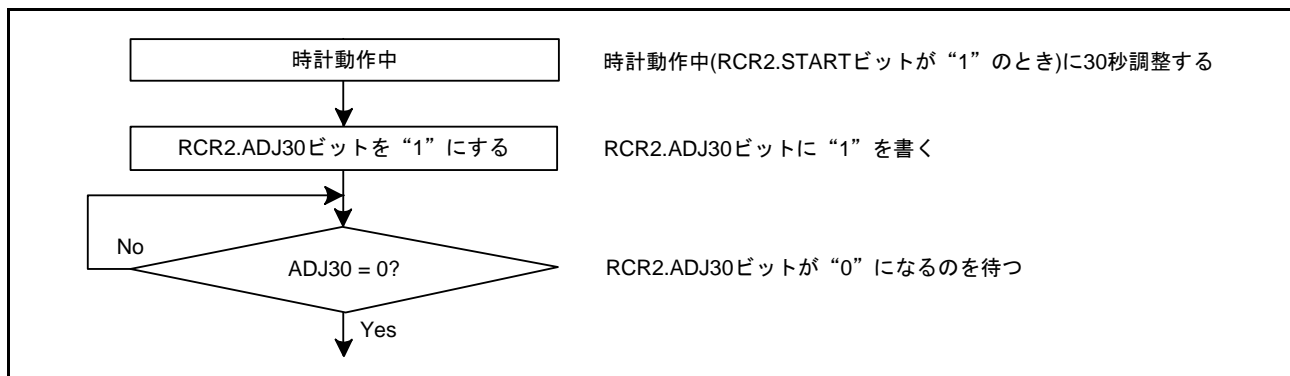 時計動作中
時計動作中(RCR2.STARTビットが“1”のとき)に30秒調整する
RCR2.ADJ30ビットを“1”にする
RCR2.ADJ30ビットに“1”を書く
No
ADJ30 = 0?
RCR2.ADJ30ビットが“0”になるのを待つ
Yes